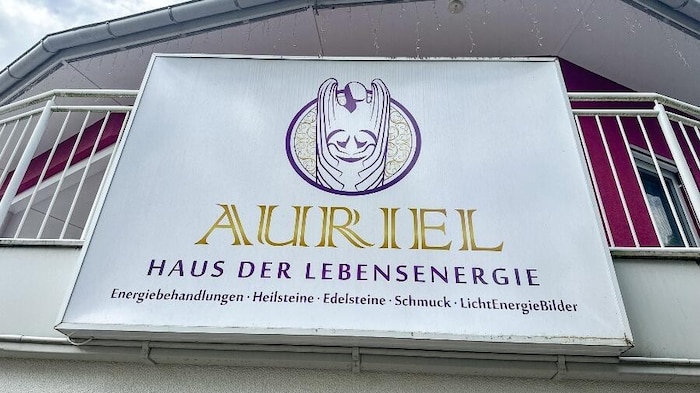 AURIEL
HAUS DER LEBENSENERGIE
Energiebehandlungen · Heilsteine · Edelsteine · Schmuck · LichtEnergieBilder